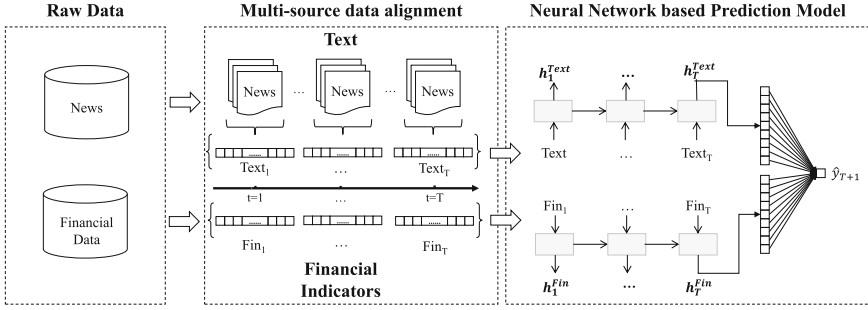 Raw Data
Multi-source data alignment
Neural Network based Prediction Model
News
Financial
Data
Text
News ... News ... News
...... ...... ......
Text₁ ... Text_T
t=1 ... t=T
...... ......
Fin₁ ... Fin_T
Financial
Indicators
h₁^Text ... h_T^Text
Text ... Text_T
ŷ_T+1
Fin₁ ... Fin_T
h₁^Fin ... h_T^Fin